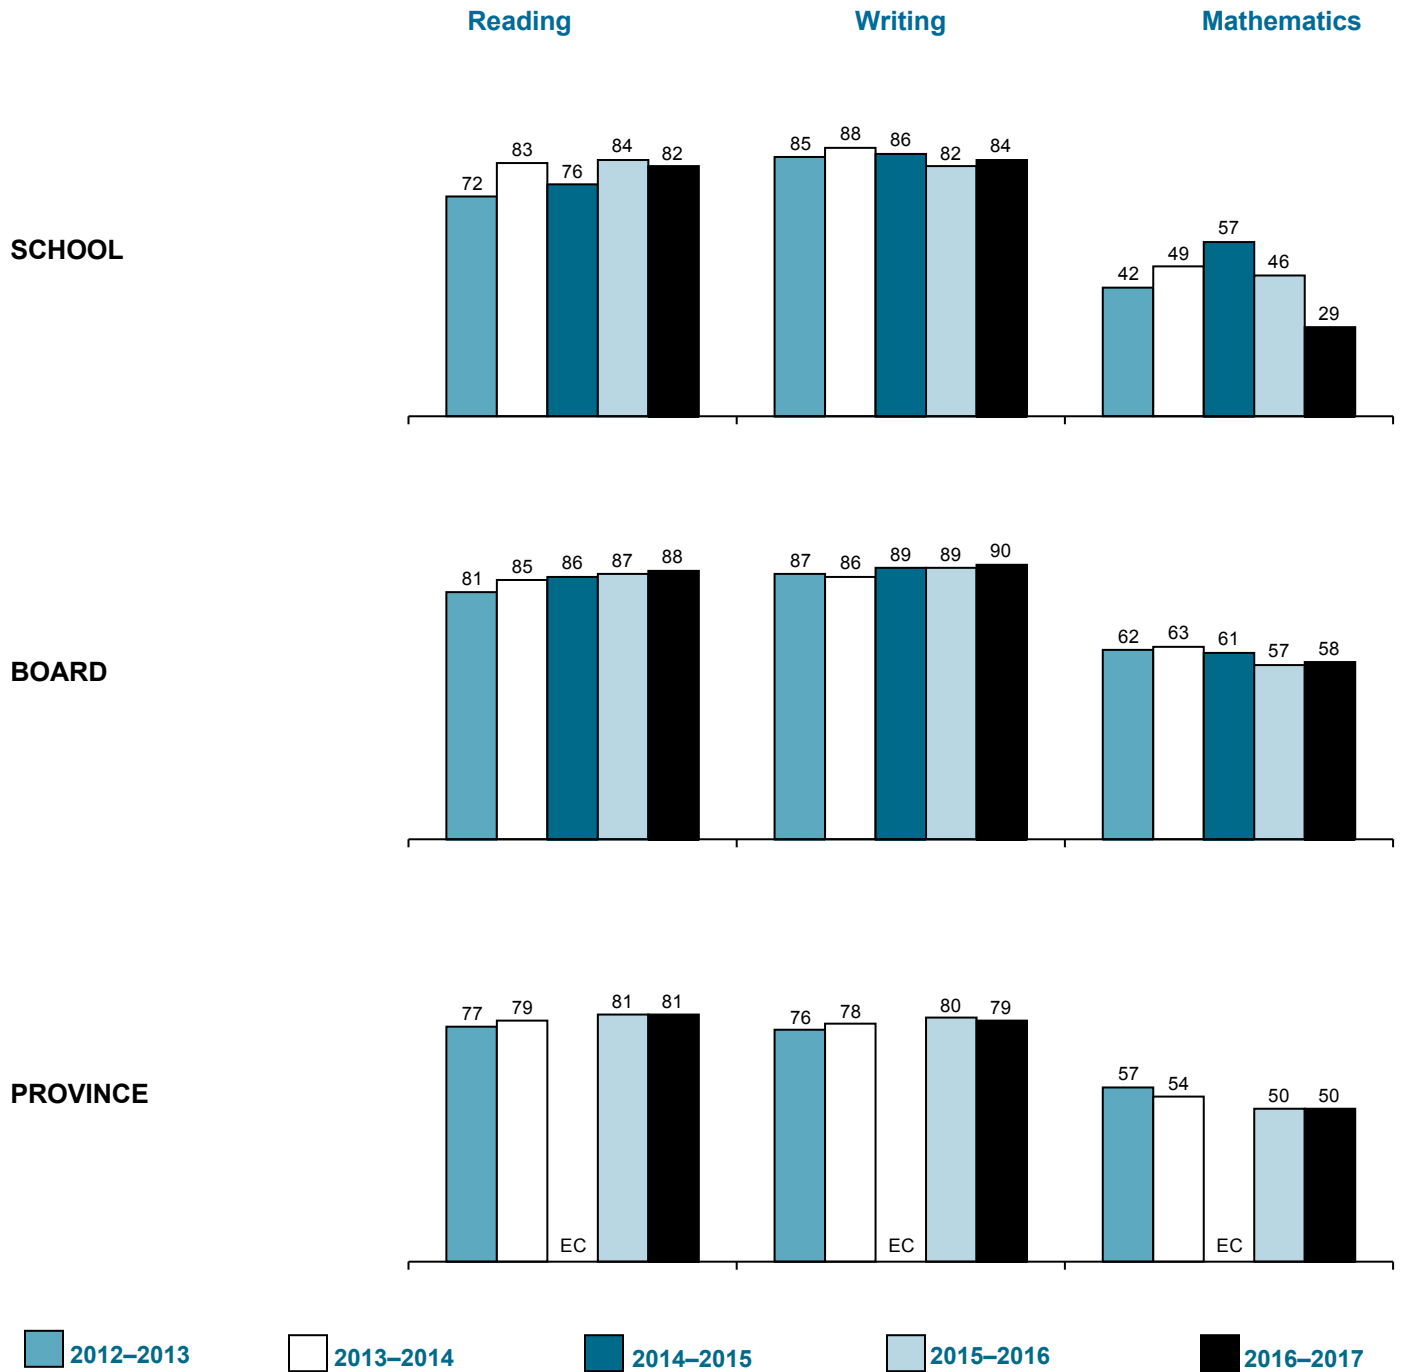 Reading Writing Mathematics
SCHOOL
72 83 76 84 82 85 88 86 82 84 42 49 57 46 29
BOARD
81 85 86 87 88 87 86 89 89 90 62 63 61 57 58
PROVINCE
77 79 EC 81 81 76 78 EC 80 79 57 54 EC 50 50
2012–2013 2013–2014 2014–2015 2015–2016 2016–2017